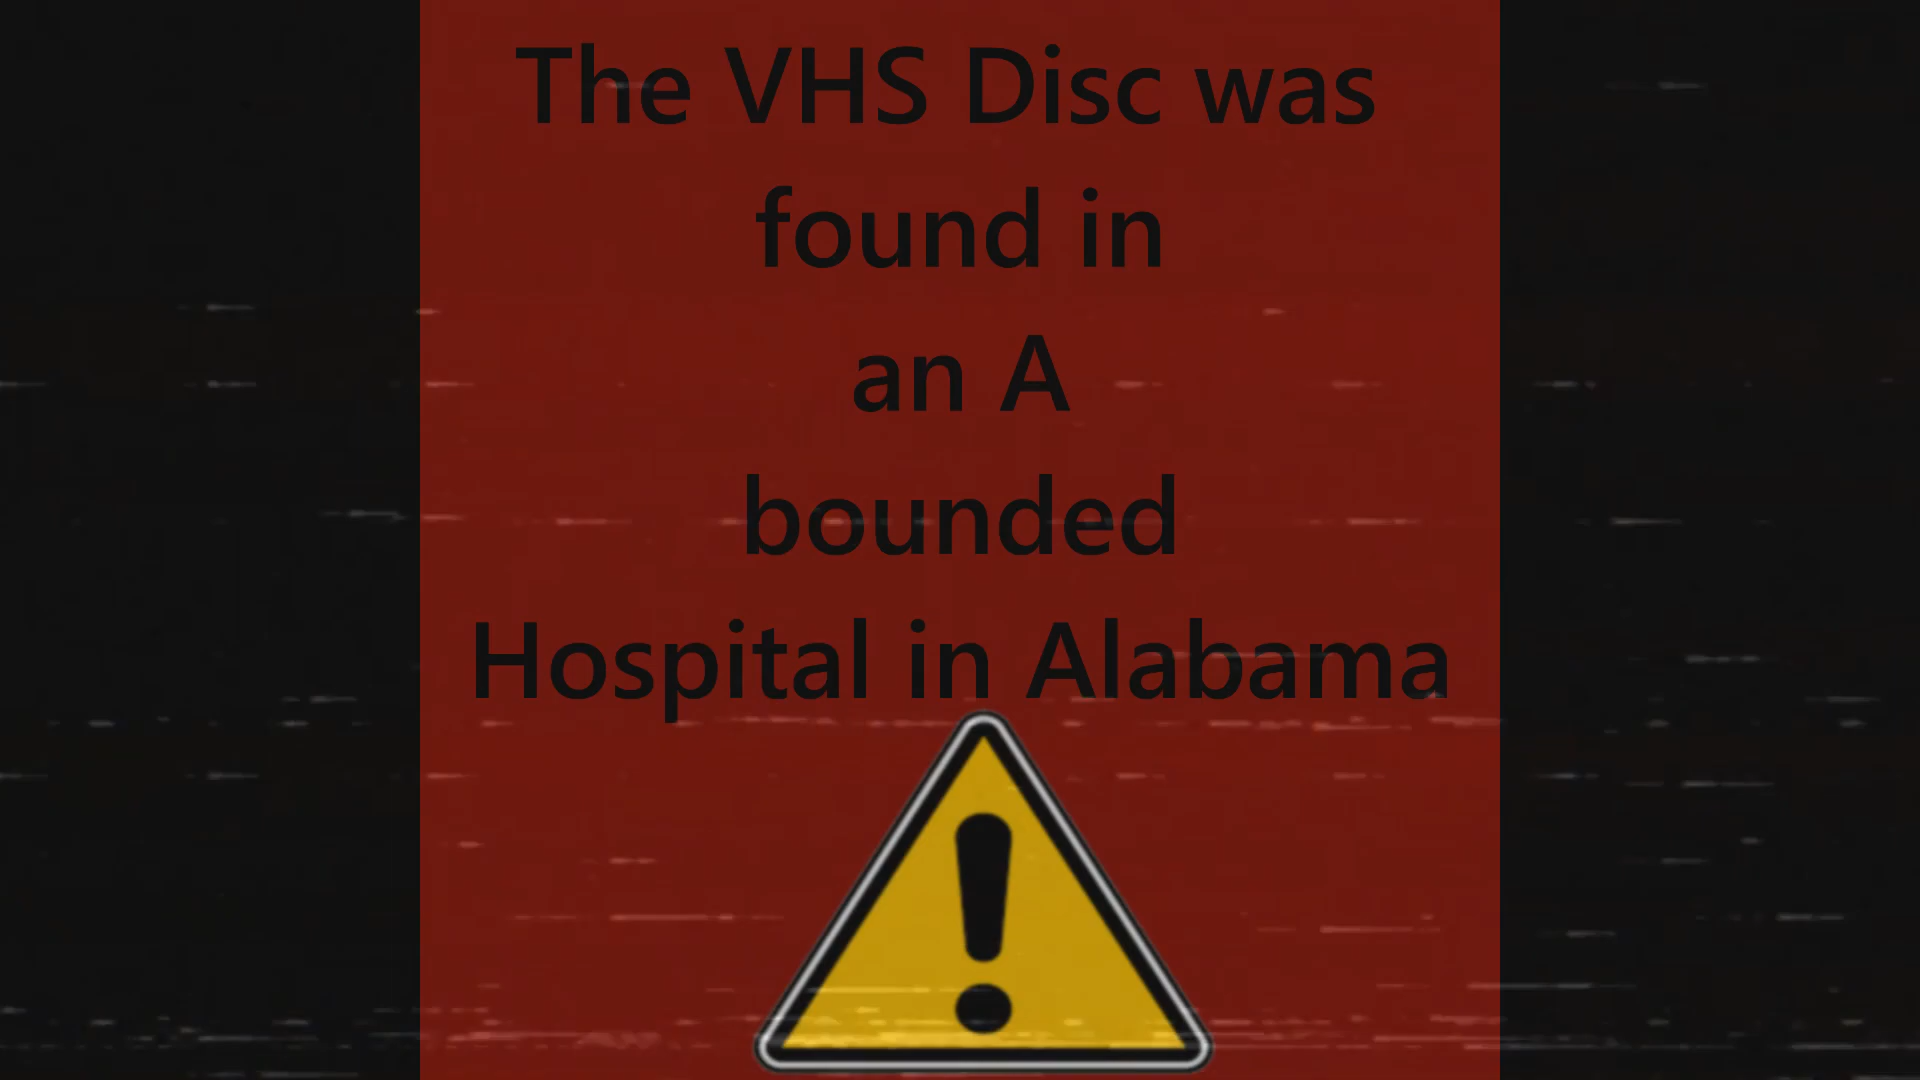 The VHS Disc was
found in
an A
bounded
Hospital in Alabama